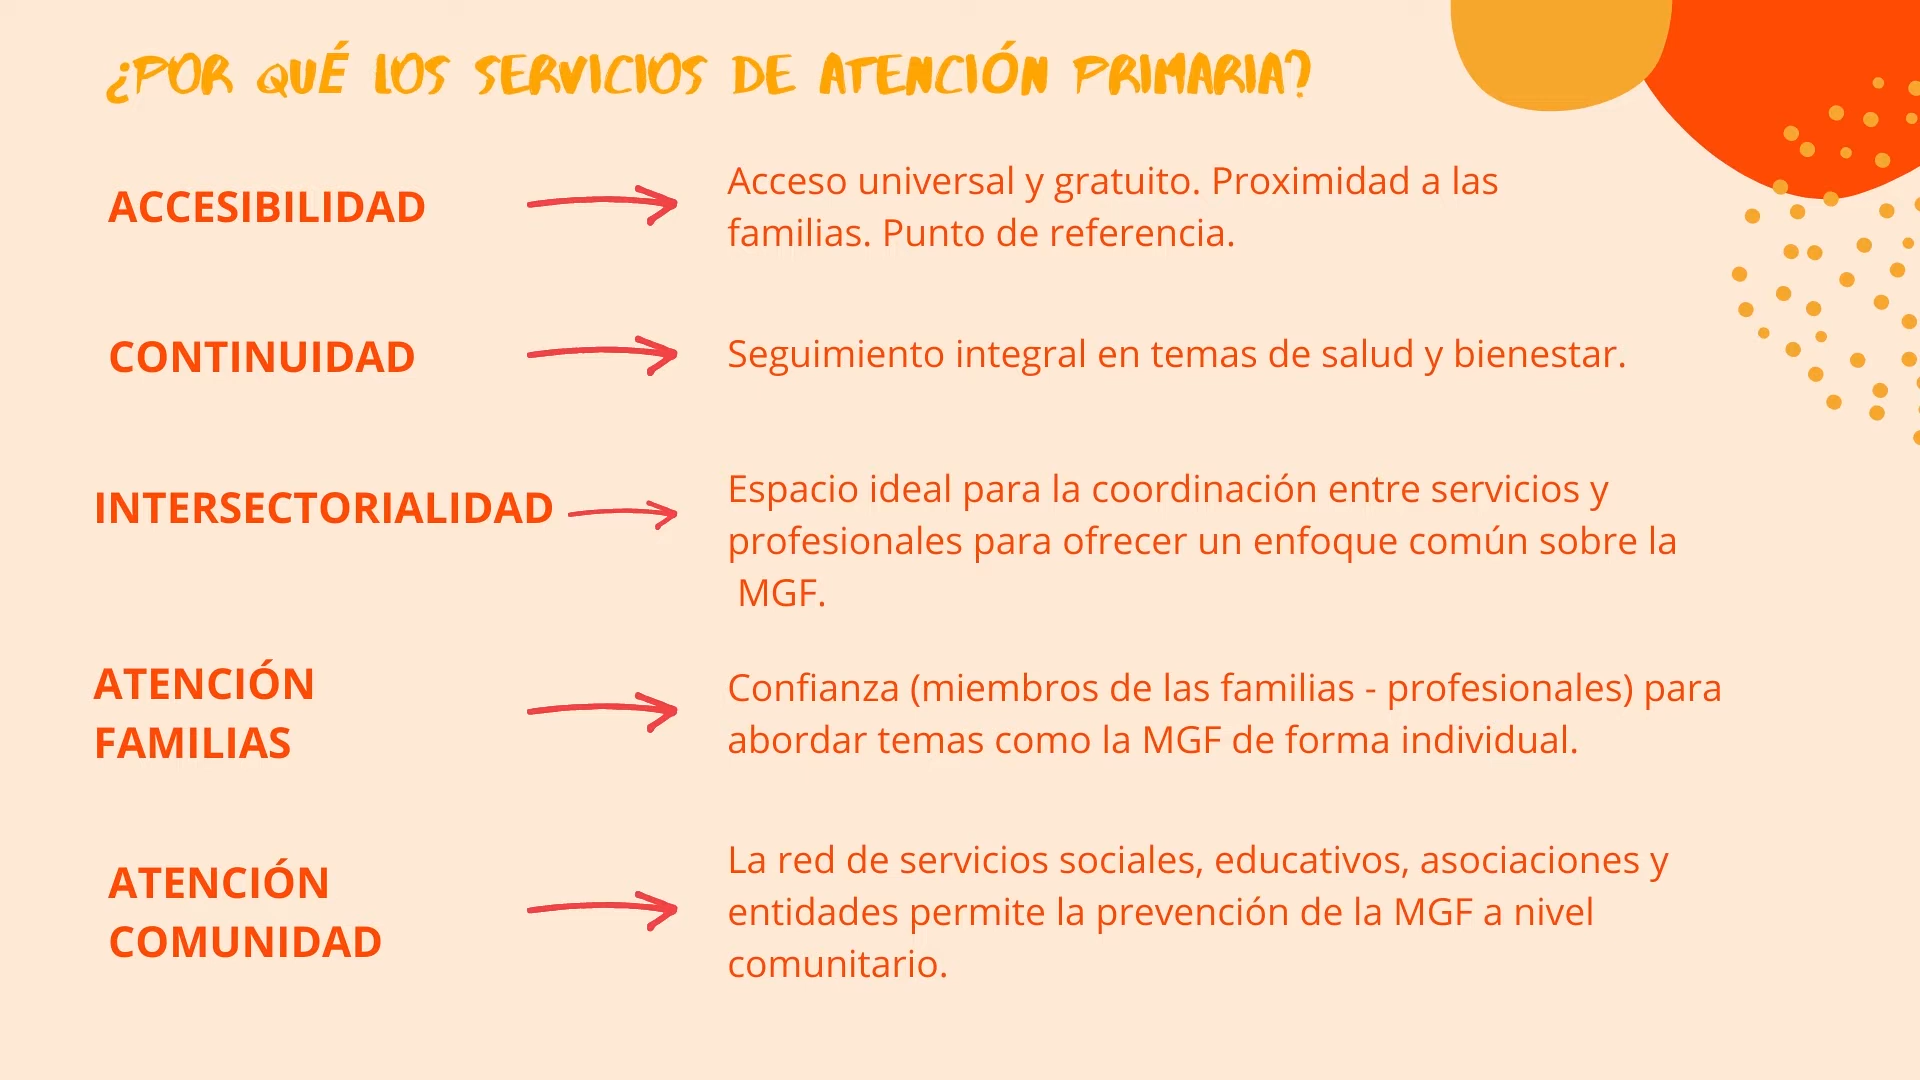 ¿POR QUÉ LOS SERVICIOS DE ATENCIÓN PRIMARIA?
ACCESIBILIDAD
Acceso universal y gratuito. Proximidad a las
familias. Punto de referencia.
CONTINUIDAD
Seguimiento integral en temas de salud y bienestar.
INTERSECTORIALIDAD
Espacio ideal para la coordinación entre servicios y
profesionales para ofrecer un enfoque común sobre la
MGF.
ATENCIÓN
FAMILIAS
Confianza (miembros de las familias - profesionales) para
abordar temas como la MGF de forma individual.
ATENCIÓN
COMUNIDAD
La red de servicios sociales, educativos, asociaciones y
entidades permite la prevención de la MGF a nivel
comunitario.